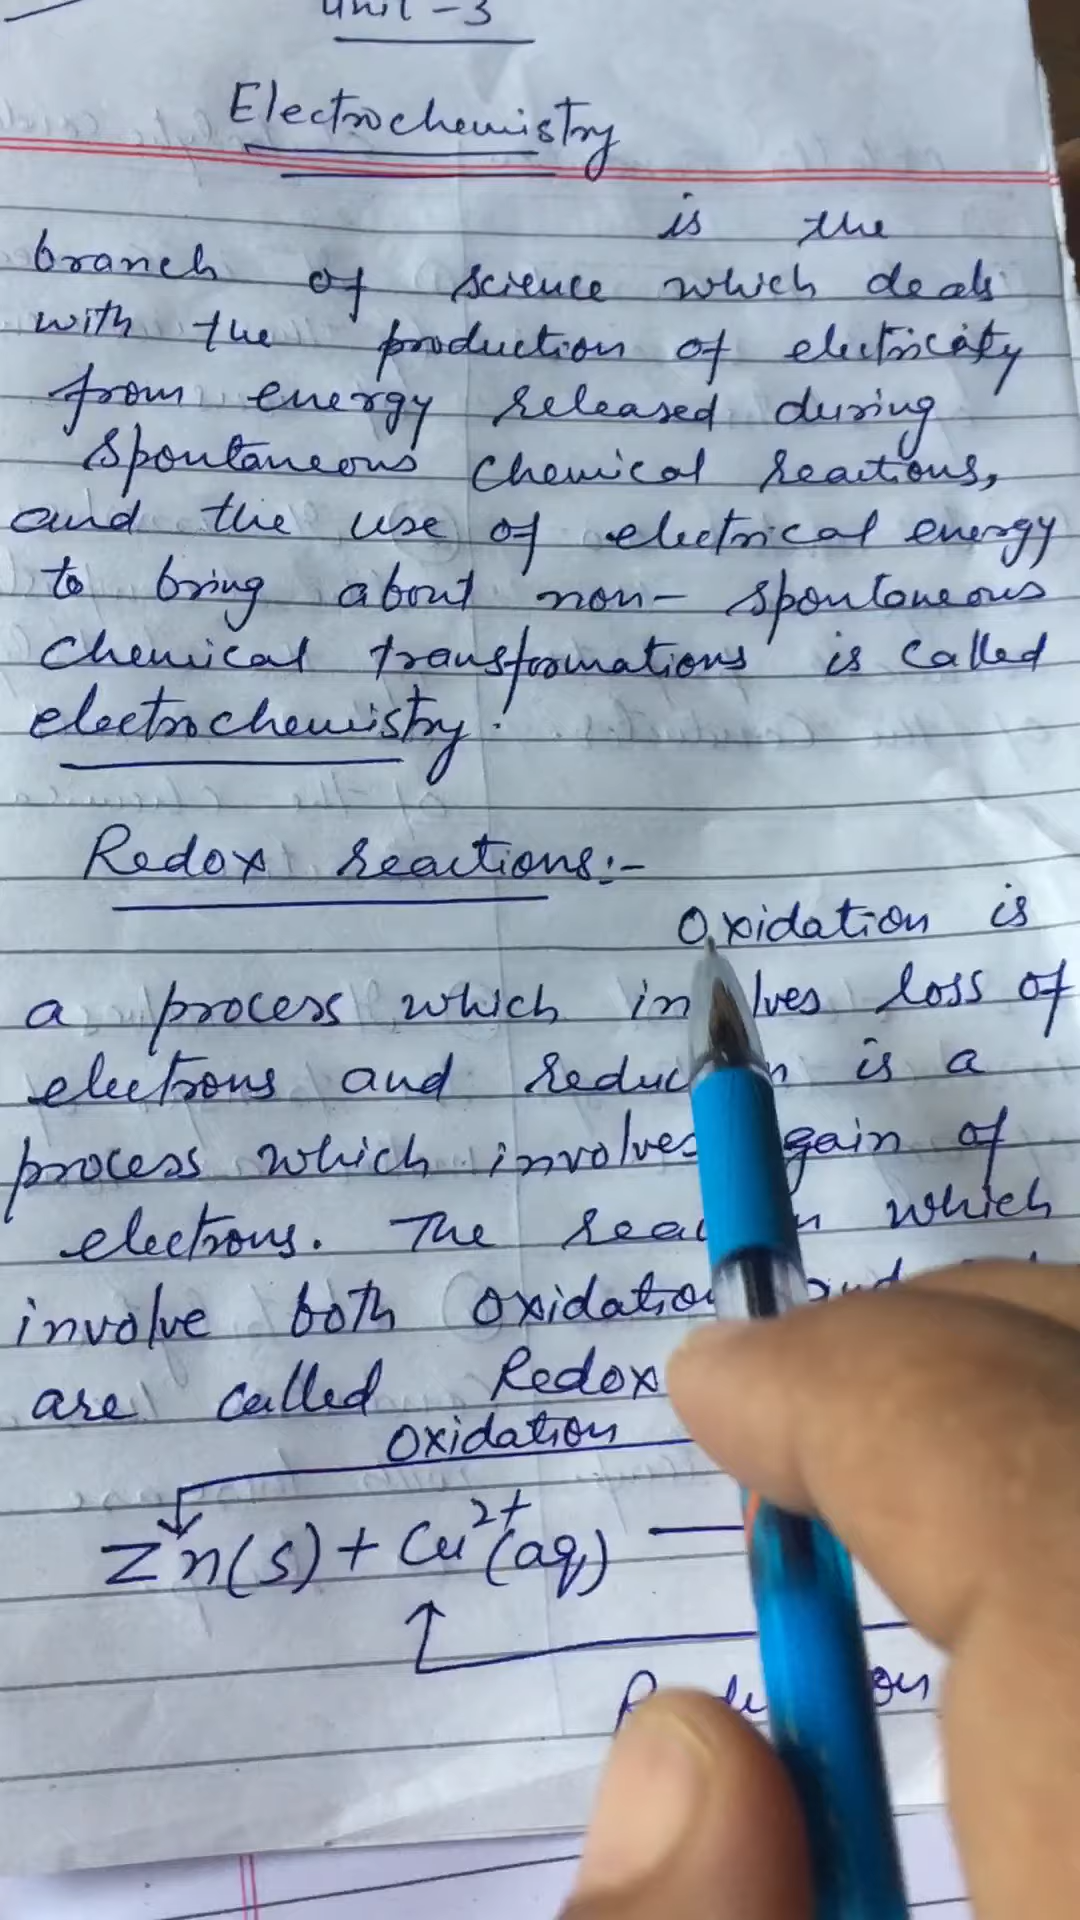 Unit - 3
Electrochemistry
is the
branch of science which deals
with the production of electricity
from energy released during
spontaneous chemical reactions,
and the use of electrical energy
to bring about non- spontaneous
chemical transformations is called
electrochemistry.
Redox reactions:-
Oxidation is
a process which involves loss of
electrons and is a
process which involves gain of
electrons. The which
involve both Oxidation
are called Redox
Oxidation
Zn(s) + Cu²⁺(aq) —